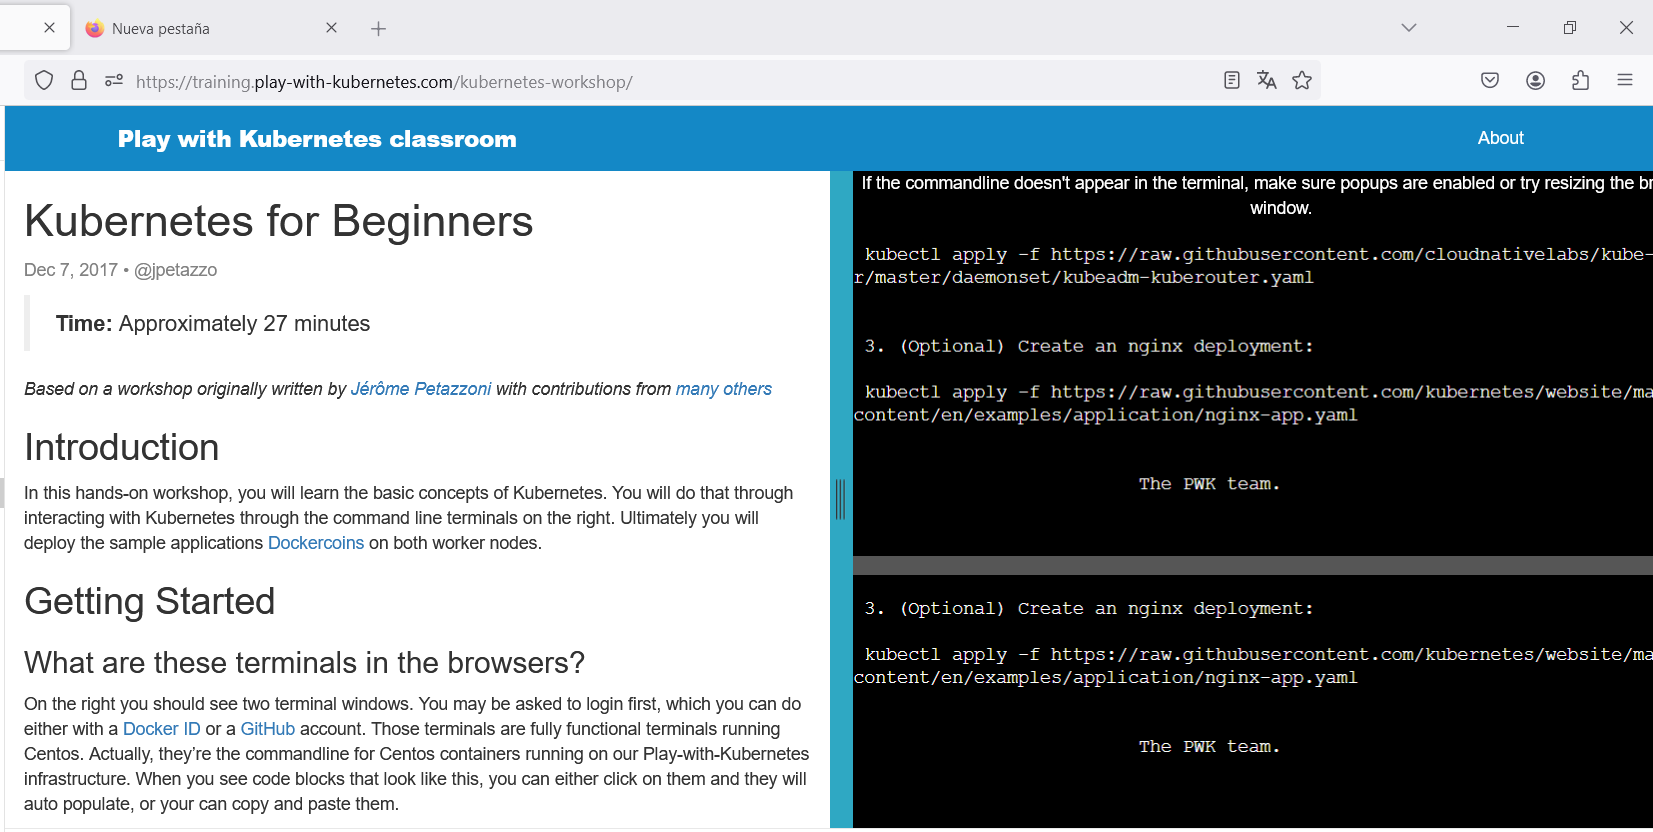 Nueva pestaña
https://training.play-with-kubernetes.com/kubernetes-workshop/
Play with Kubernetes classroom
About
Kubernetes for Beginners
Dec 7, 2017 • @jpetazzo
Time: Approximately 27 minutes
Based on a workshop originally written by Jérôme Petazzoni with contributions from many others
Introduction
In this hands-on workshop, you will learn the basic concepts of Kubernetes. You will do that through
interacting with Kubernetes through the command line terminals on the right. Ultimately you will
deploy the sample applications Dockercoins on both worker nodes.
Getting Started
What are these terminals in the browsers?
On the right you should see two terminal windows. You may be asked to login first, which you can do
either with a Docker ID or a GitHub account. Those terminals are fully functional terminals running
Centos. Actually, they're the commandline for Centos containers running on our Play-with-Kubernetes
infrastructure. When you see code blocks that look like this, you can either click on them and they will
auto populate, or your can copy and paste them.
If the commandline doesn't appear in the terminal, make sure popups are enabled or try resizing the br
window.
kubectl apply -f https://raw.githubusercontent.com/cloudnativelabs/kube-
r/master/daemonset/kubeadm-kuberouter.yaml
3. (Optional) Create an nginx deployment:
kubectl apply -f https://raw.githubusercontent.com/kubernetes/website/ma
content/en/examples/application/nginx-app.yaml
The PWK team.
3. (Optional) Create an nginx deployment:
kubectl apply -f https://raw.githubusercontent.com/kubernetes/website/ma
content/en/examples/application/nginx-app.yaml
The PWK team.